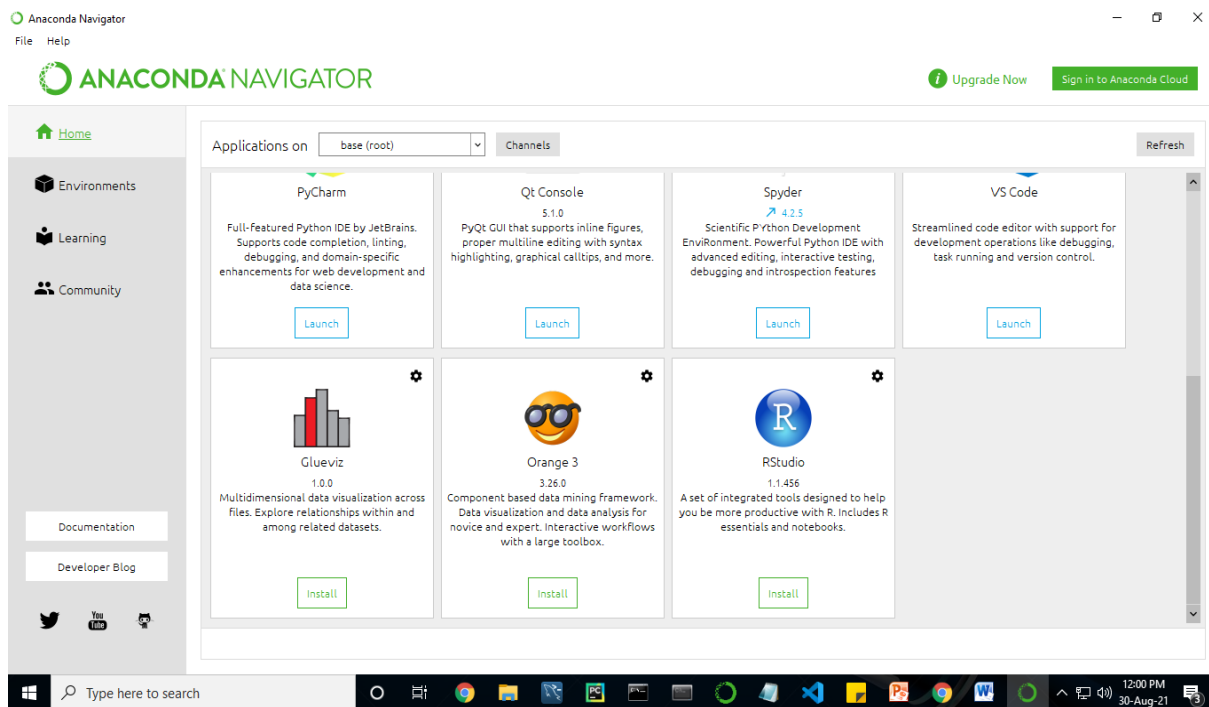 Anaconda Navigator
File Help
ANACONDA NAVIGATOR
i Upgrade Now
Sign in to Anaconda Cloud
Home
Environments
Learning
Community
Documentation
Developer Blog
You
Tube
Applications on base (root) Channels Refresh
PyCharm
Full-featured Python IDE by JetBrains.
Supports code completion, linting,
debugging, and domain-specific
enhancements for web development and
data science.
Launch
Qt Console
5.1.0
PyQt GUI that supports inline figures,
proper multiline editing with syntax
highlighting, graphical calltips, and more.
Launch
Spyder
4.2.5
Scientific PYthon Development
EnviRonment. Powerful Python IDE with
advanced editing, interactive testing,
debugging and introspection features
Launch
VS Code
Streamlined code editor with support for
development operations like debugging,
task running and version control.
Launch
Glueviz
1.0.0
Multidimensional data visualization across
files. Explore relationships within and
among related datasets.
Install
Orange 3
3.26.0
Component based data mining framework.
Data visualization and data analysis for
novice and expert. Interactive workflows
with a large toolbox.
Install
R
RStudio
1.1.456
A set of integrated tools designed to help
you be more productive with R. Includes R
essentials and notebooks.
Install
Type here to search
PC
P
W
12:00 PM
30-Aug-21
3